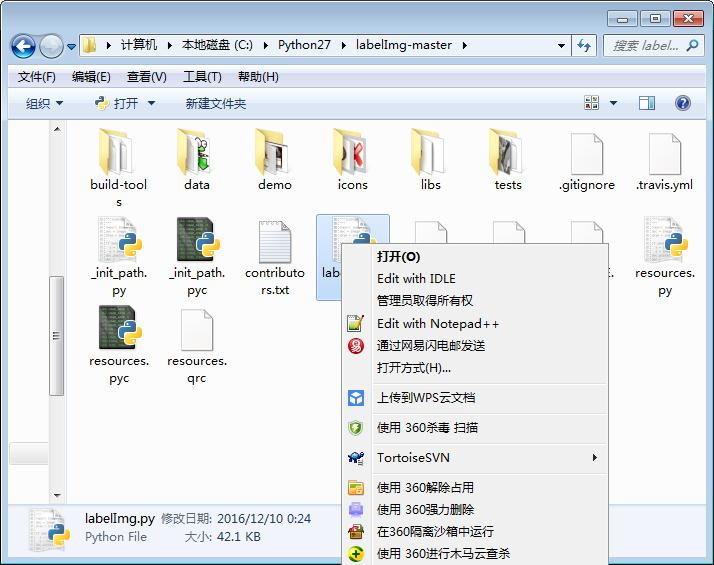 计算机 本地磁盘 (C:) Python27 labelImg-master 搜索 label...
文件(F) 编辑(E) 查看(V) 工具(T) 帮助(H)
组织 打开 新建文件夹
build-tool
s
data
demo
icons
libs
tests
.gitignore
.travis.yml
_init_path.
py
_init_path.
pyc
contributo
rs.txt
resources.
py
resources.
pyc
resources.
qrc
打开(O)
Edit with IDLE
管理员取得所有权
Edit with Notepad++
通过网易闪电邮发送
打开方式(H)...
上传到WPS云文档
使用 360杀毒 扫描
TortoiseSVN
使用 360解除占用
使用 360强力删除
在360隔离沙箱中运行
使用 360进行木马云查杀
labelImg.py 修改日期: 2016/12/10 0:24
Python File 大小: 42.1 KB